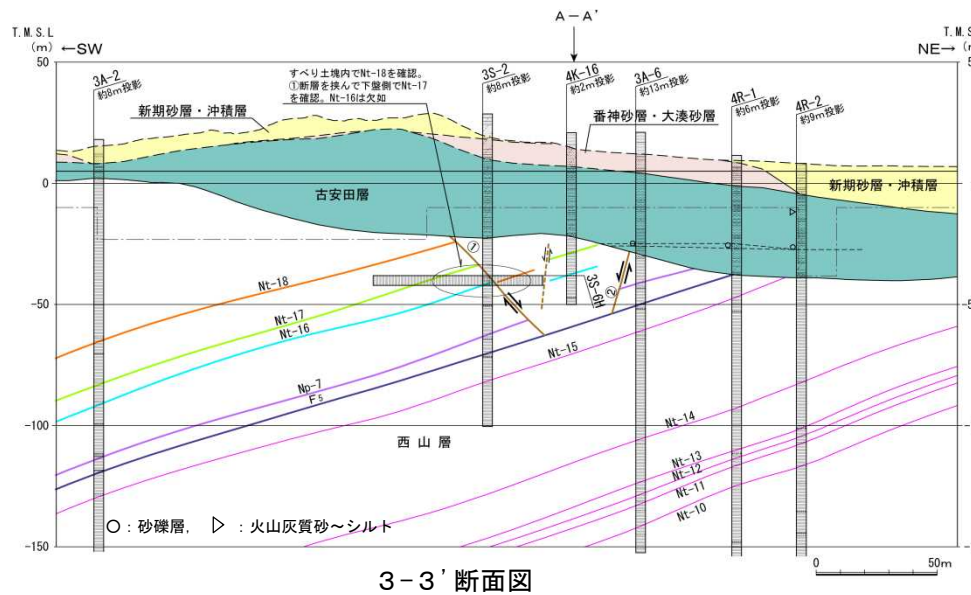 A-A'
T.M.S.L
(m)
←SW
NE→
T.M.S
(m)
50
0
-50
-100
-150
3A-2
約8m投影
3S-2
約8m投影
4K-16
約2m投影
3A-6
約13m投影
4R-1
約6m投影
4R-2
約9m投影
すべり土塊内でNt-18を確認。
①断層を挟んで下盤側でNt-17
を確認。Nt-16は欠如
新期砂層・沖積層
番神砂層・大湊砂層
古安田層
新期砂層・沖積層
①
②
3S-6H
Nt-18
Nt-17
Nt-16
Nt-15
Np-7
F5
Nt-14
西山層
Nt-13
Nt-12
Nt-11
Nt-10
○：砂礫層， ▷ ：火山灰質砂～シルト
0 50m
3-3'断面図